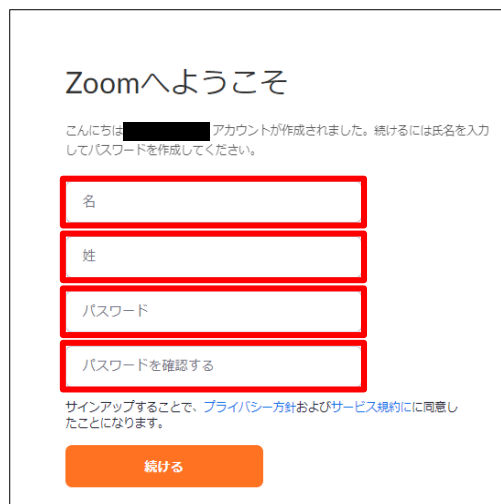 Zoomへようこそ
こんにちは アカウントが作成されました。続けるには氏名を入力
してパスワードを作成してください。
名
姓
パスワード
パスワードを確認する
サインアップすることで、プライバシー方針およびサービス規約にに同意し
たことになります。
続ける